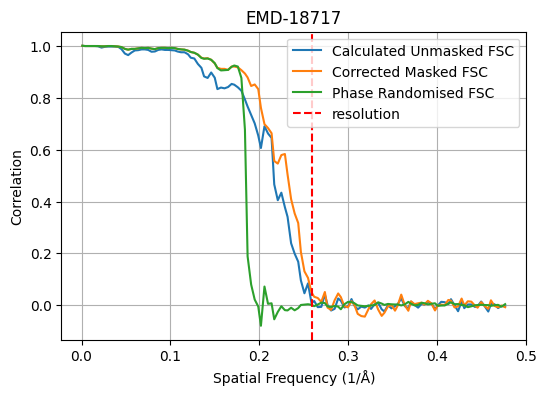 EMD-18717
Calculated Unmasked FSC
Corrected Masked FSC
Phase Randomised FSC
resolution
Correlation
1.0
0.8
0.6
0.4
0.2
0.0
0.0 0.1 0.2 0.3 0.4 0.5
Spatial Frequency (1/Å)